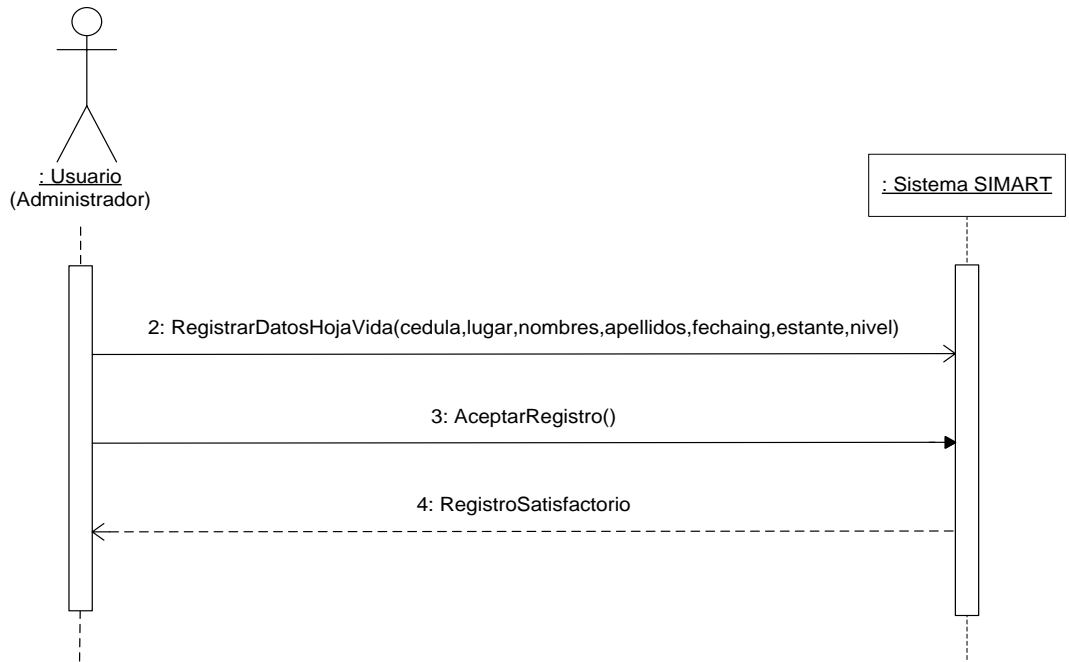 : Usuario
(Administrador)
: Sistema SIMART
2: RegistrarDatosHojaVida(cedula,lugar,nombres,apellidos,fechaing,estante,nivel)
3: AceptarRegistro()
4: RegistroSatisfactorio